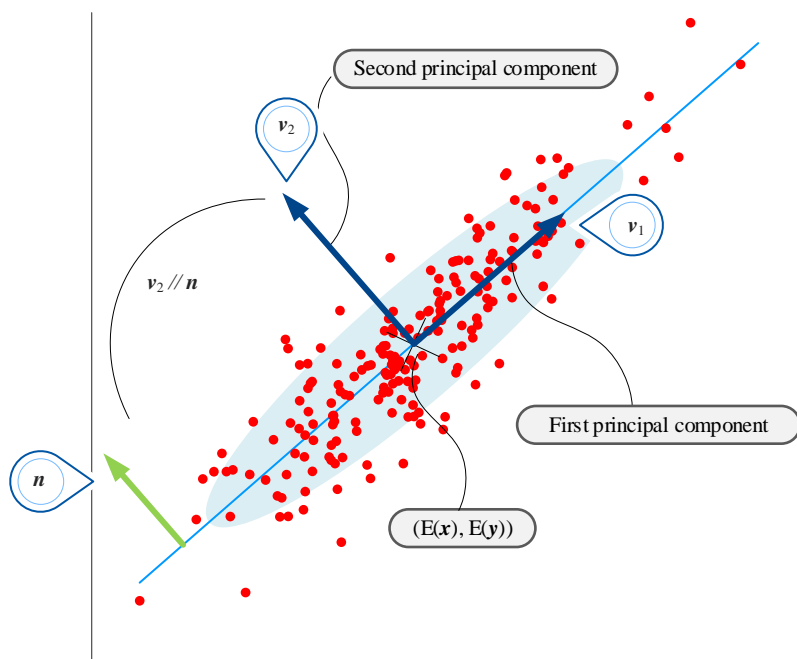 Second principal component
v2
v1
v2 // n
First principal component
n
(E(x), E(y))